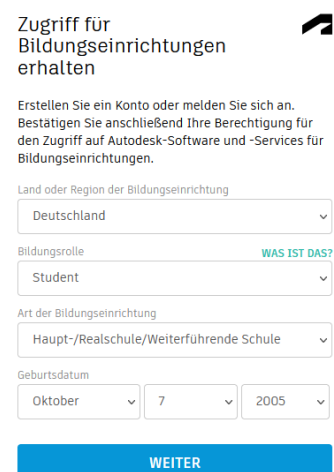 Zugriff für
Bildungseinrichtungen
erhalten
Erstellen Sie ein Konto oder melden Sie sich an.
Bestätigen Sie anschließend Ihre Berechtigung für
den Zugriff auf Autodesk-Software und -Services für
Bildungseinrichtungen.
Land oder Region der Bildungseinrichtung
Deutschland
Bildungsrolle WAS IST DAS?
Student
Art der Bildungseinrichtung
Haupt-/Realschule/Weiterführende Schule
Geburtsdatum
Oktober 7 2005
WEITER